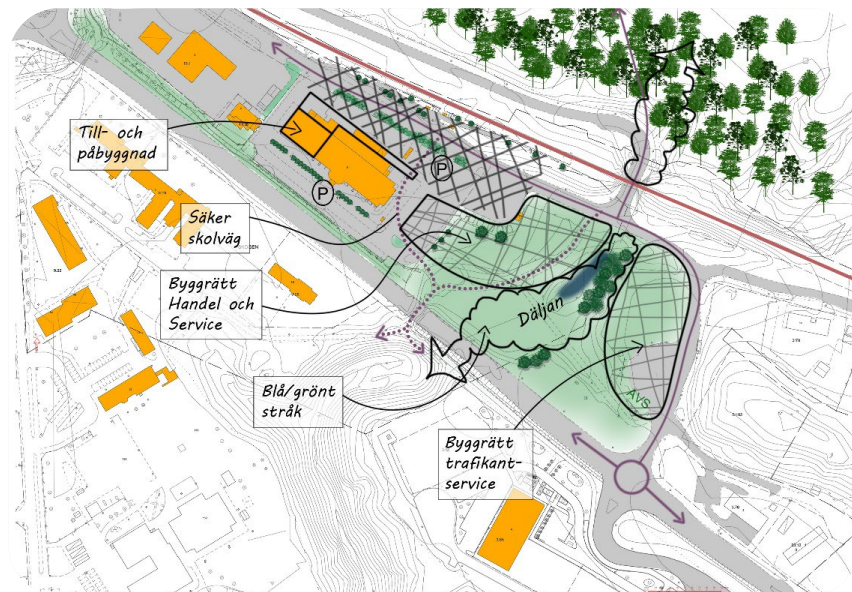 Till- och
påbyggnad
P
P
Säker
skolväg
Byggrätt
Handel och
Service
Däljan
Blå/grönt
stråk
AVS
Byggrätt
trafikant-
service